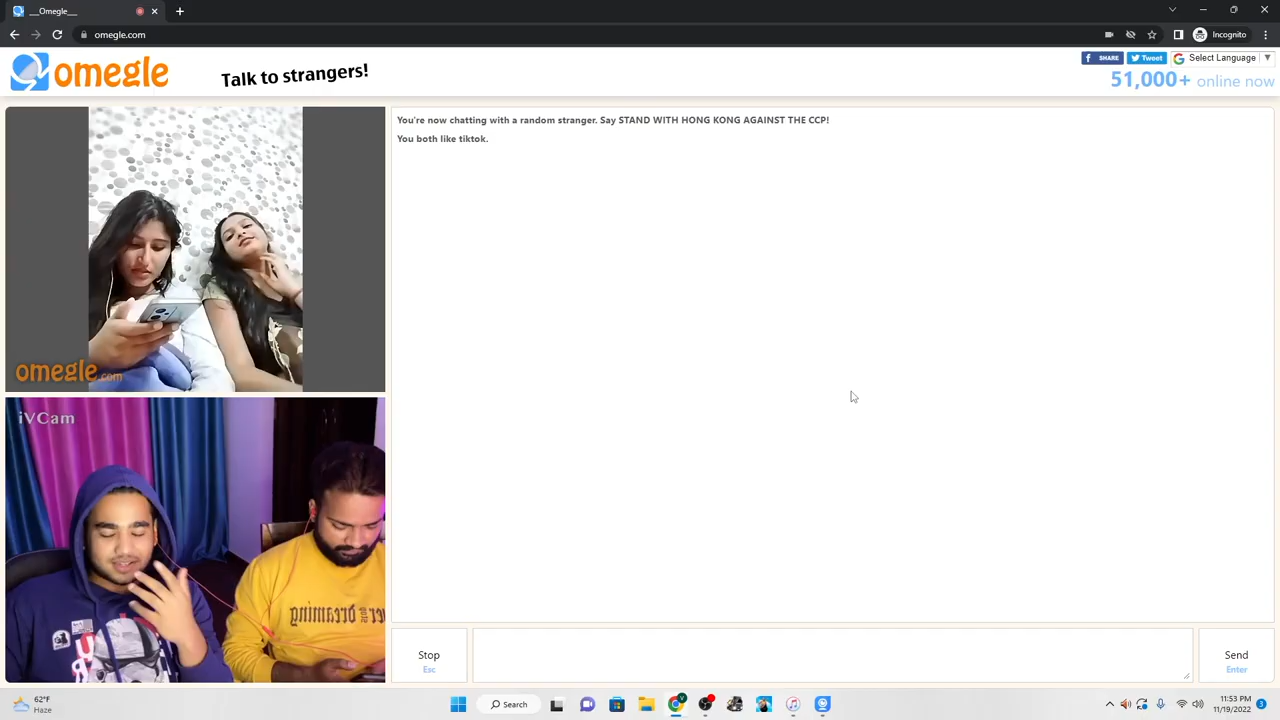 __Omegle__
omegle.com
Incognito
omegle
Talk to strangers!
SHARE
Tweet
Select Language
51,000+ online now
You're now chatting with a random stranger. Say STAND WITH HONG KONG AGAINST THE CCP!
You both like tiktok.
omegle.com
iVCam
Stop
Esc
Send
Enter
62°F
Haze
Search
11:53 PM
11/19/2022
3